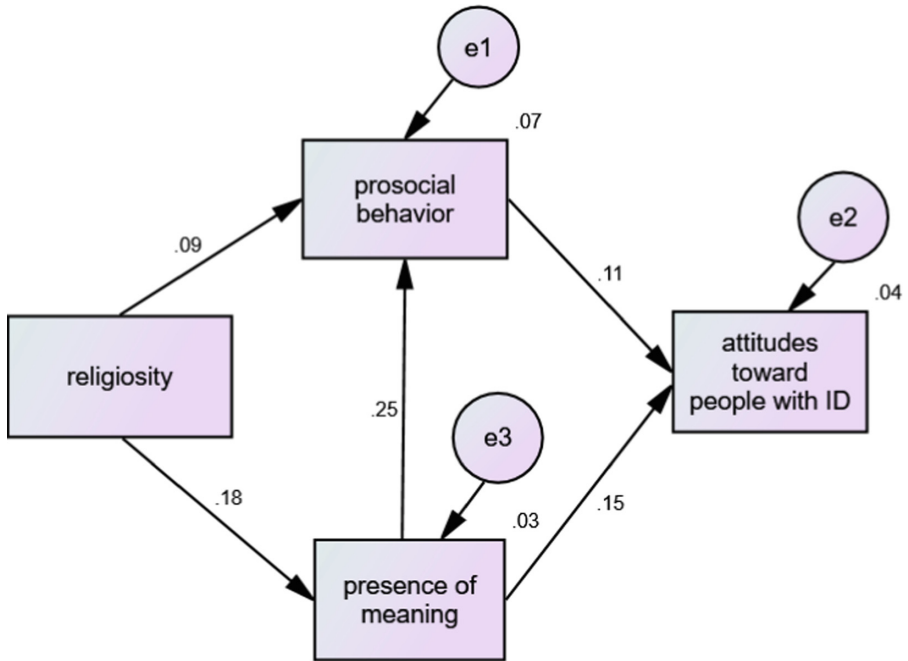 e1
.07
prosocial
behavior
e2
.09
.11
.04
religiosity
attitudes
toward
people with ID
.25
e3
.18
.03
.15
presence of
meaning